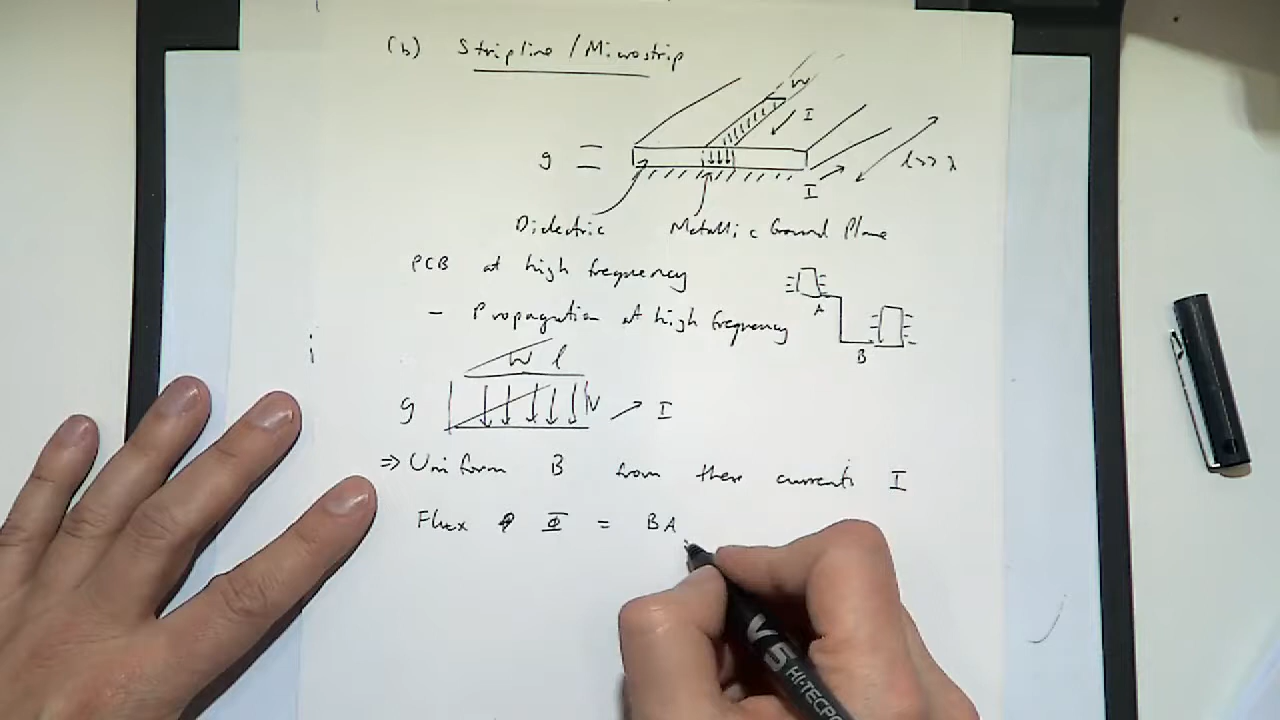 (b) Stripline / Microstrip
W
I
g
l >> λ
I
Dielectric Metallic Ground Plane
PCB at high frequency
A
- Propagation at high frequency
B
W l
g V I
⇒ Uniform B from these currents I
Flux Φ = BA
V5
HI-TECPO